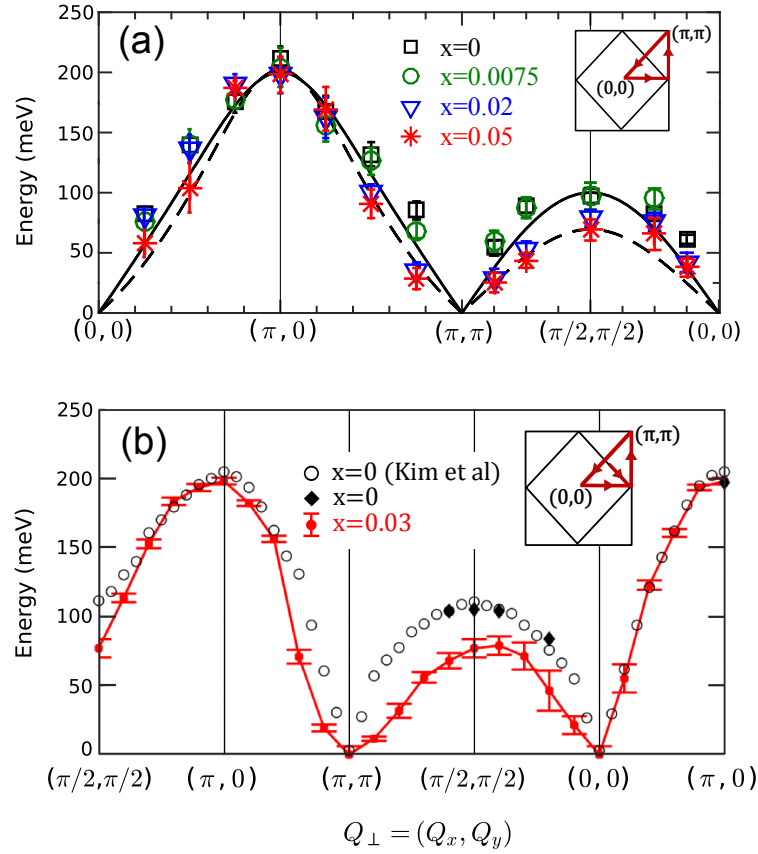 (a)
250
200
150
100
50
0
Energy (meV)
x=0
x=0.0075
x=0.02
x=0.05
(π,π)
(0,0)
(0, 0)
(π, 0)
(π, π)
(π/2, π/2)
(0, 0)
(b)
250
200
150
100
50
0
Energy (meV)
x=0 (Kim et al)
x=0
x=0.03
(π,π)
(0,0)
(π/2, π/2)
(π, 0)
(π, π)
(π/2, π/2)
(0, 0)
(π, 0)
Q⊥ = (Qx, Qy)